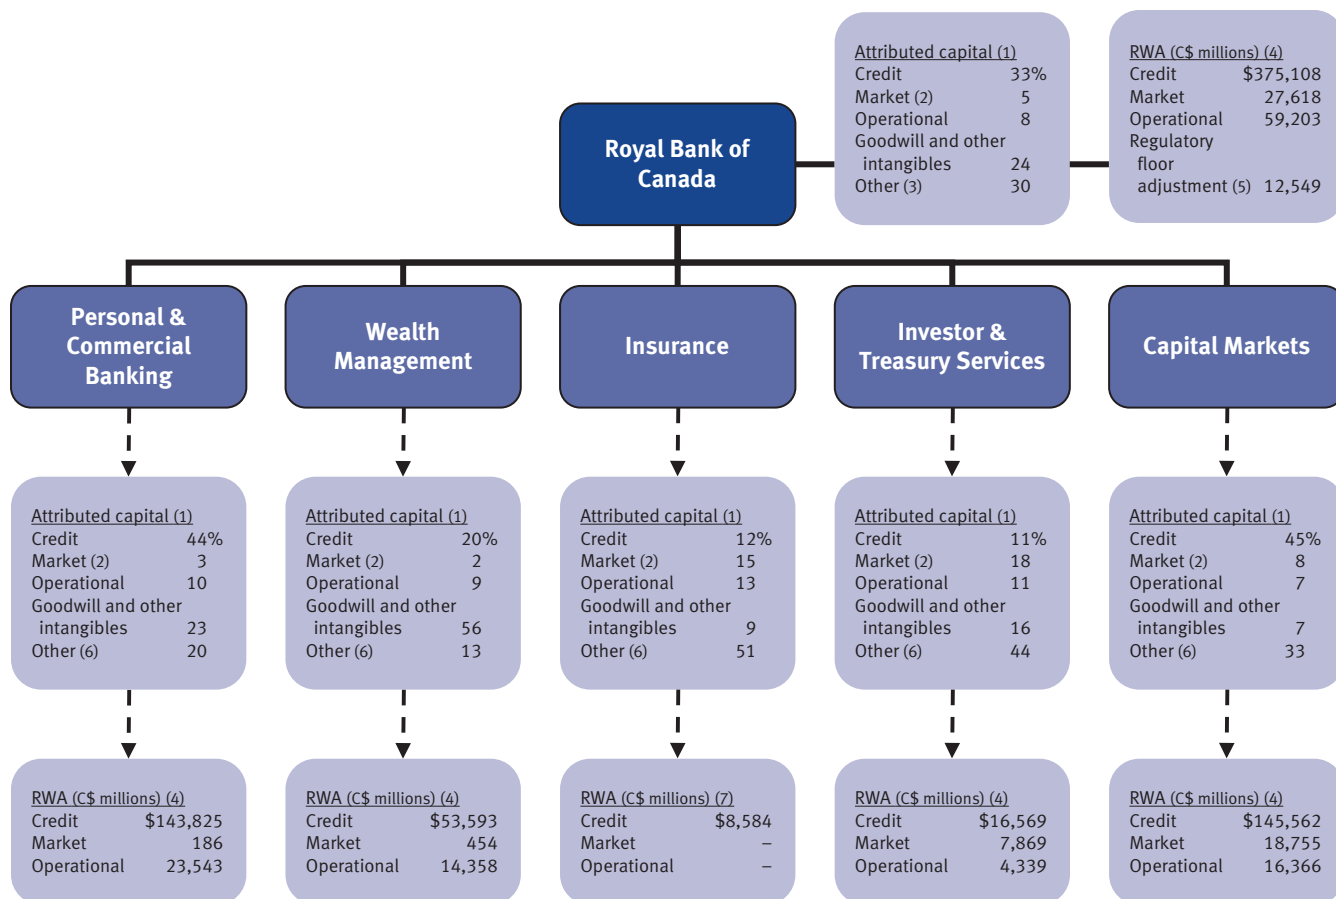 Attributed capital (1)
Credit 33%
Market (2) 5
Operational 8
Goodwill and other
intangibles 24
Other (3) 30
RWA (C$ millions) (4)
Credit $375,108
Market 27,618
Operational 59,203
Regulatory
floor
adjustment (5) 12,549
Royal Bank of
Canada
Personal &
Commercial
Banking
Wealth
Management
Insurance
Investor &
Treasury Services
Capital Markets
Attributed capital (1)
Credit 44%
Market (2) 3
Operational 10
Goodwill and other
intangibles 23
Other (6) 20
Attributed capital (1)
Credit 20%
Market (2) 2
Operational 9
Goodwill and other
intangibles 56
Other (6) 13
Attributed capital (1)
Credit 12%
Market (2) 15
Operational 13
Goodwill and other
intangibles 9
Other (6) 51
Attributed capital (1)
Credit 11%
Market (2) 18
Operational 11
Goodwill and other
intangibles 16
Other (6) 44
Attributed capital (1)
Credit 45%
Market (2) 8
Operational 7
Goodwill and other
intangibles 7
Other (6) 33
RWA (C$ millions) (4)
Credit $143,825
Market 186
Operational 23,543
RWA (C$ millions) (4)
Credit $53,593
Market 454
Operational 14,358
RWA (C$ millions) (7)
Credit $8,584
Market –
Operational –
RWA (C$ millions) (4)
Credit $16,569
Market 7,869
Operational 4,339
RWA (C$ millions) (4)
Credit $145,562
Market 18,755
Operational 16,366